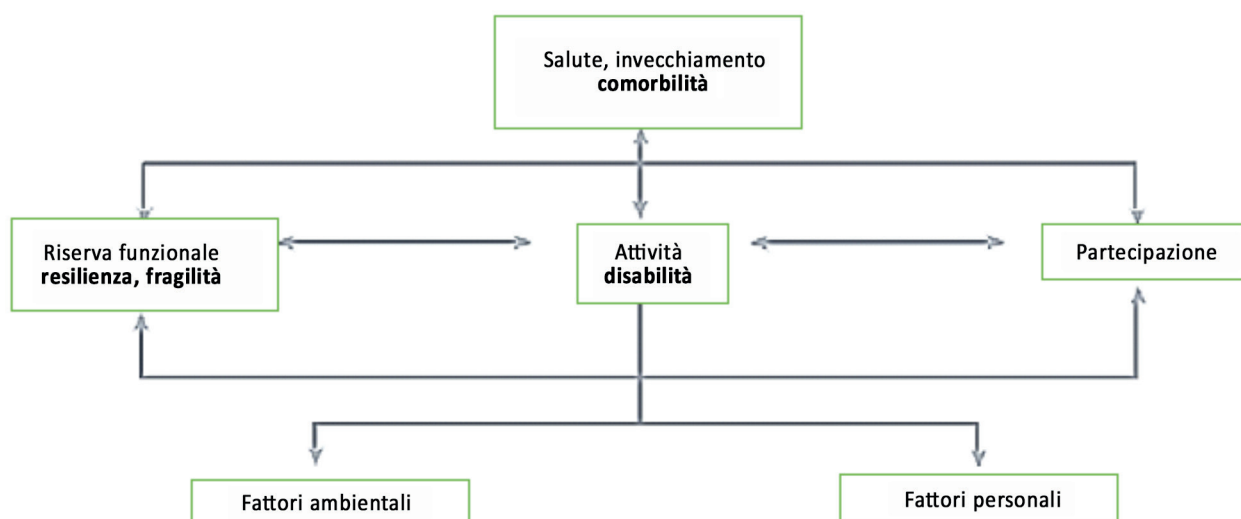 Salute, invecchiamento
comorbilità
Riserva funzionale
resilienza, fragilità
Attività
disabilità
Partecipazione
Fattori ambientali
Fattori personali